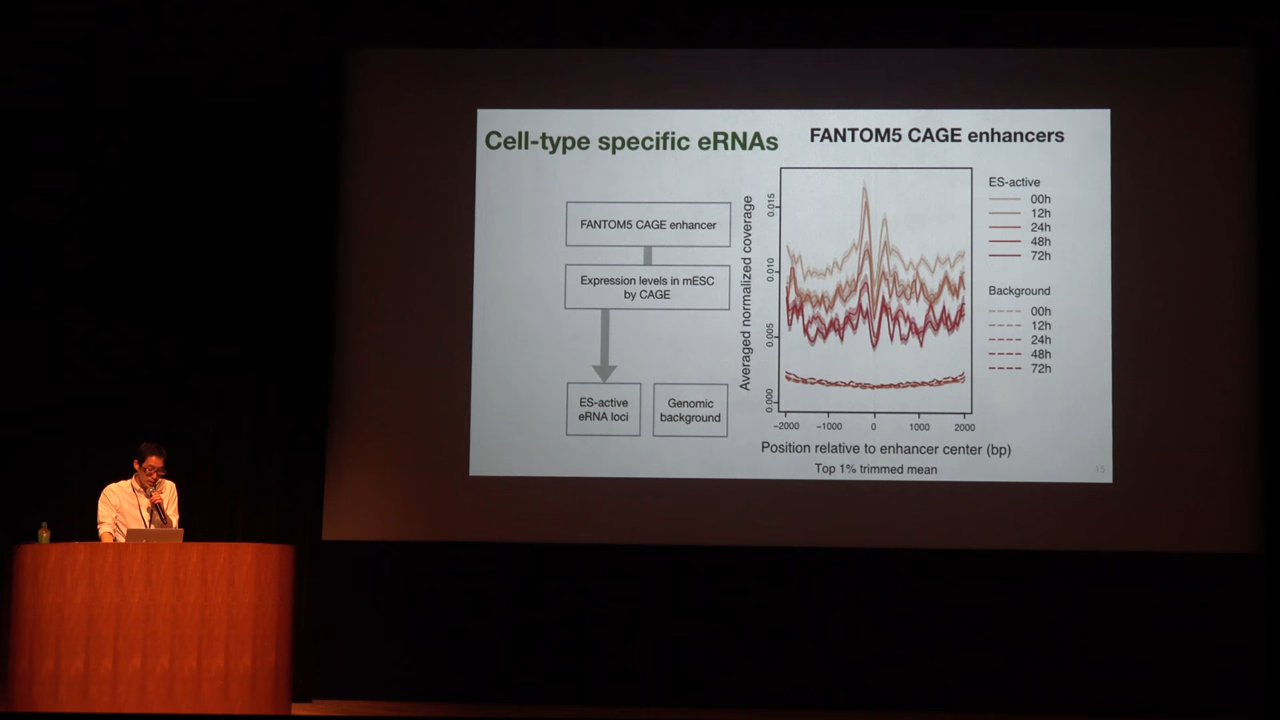 Cell-type specific eRNAs
FANTOM5 CAGE enhancer
Expression levels in mESC
by CAGE
ES-active
eRNA loci
Genomic
background
FANTOM5 CAGE enhancers
Averaged normalized coverage
0.015
0.010
0.005
0.000
-2000
-1000
0
1000
2000
Position relative to enhancer center (bp)
Top 1% trimmed mean
ES-active
00h
12h
24h
48h
72h
Background
00h
12h
24h
48h
72h
15